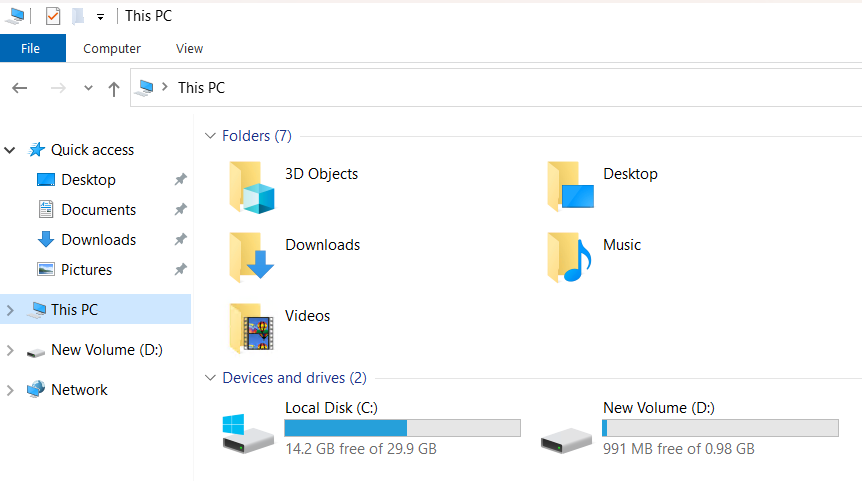 This PC
File Computer View
This PC
Quick access
Desktop
Documents
Downloads
Pictures
This PC
New Volume (D:)
Network
Folders (7)
3D Objects
Desktop
Downloads
Music
Videos
Devices and drives (2)
Local Disk (C:)
14.2 GB free of 29.9 GB
New Volume (D:)
991 MB free of 0.98 GB